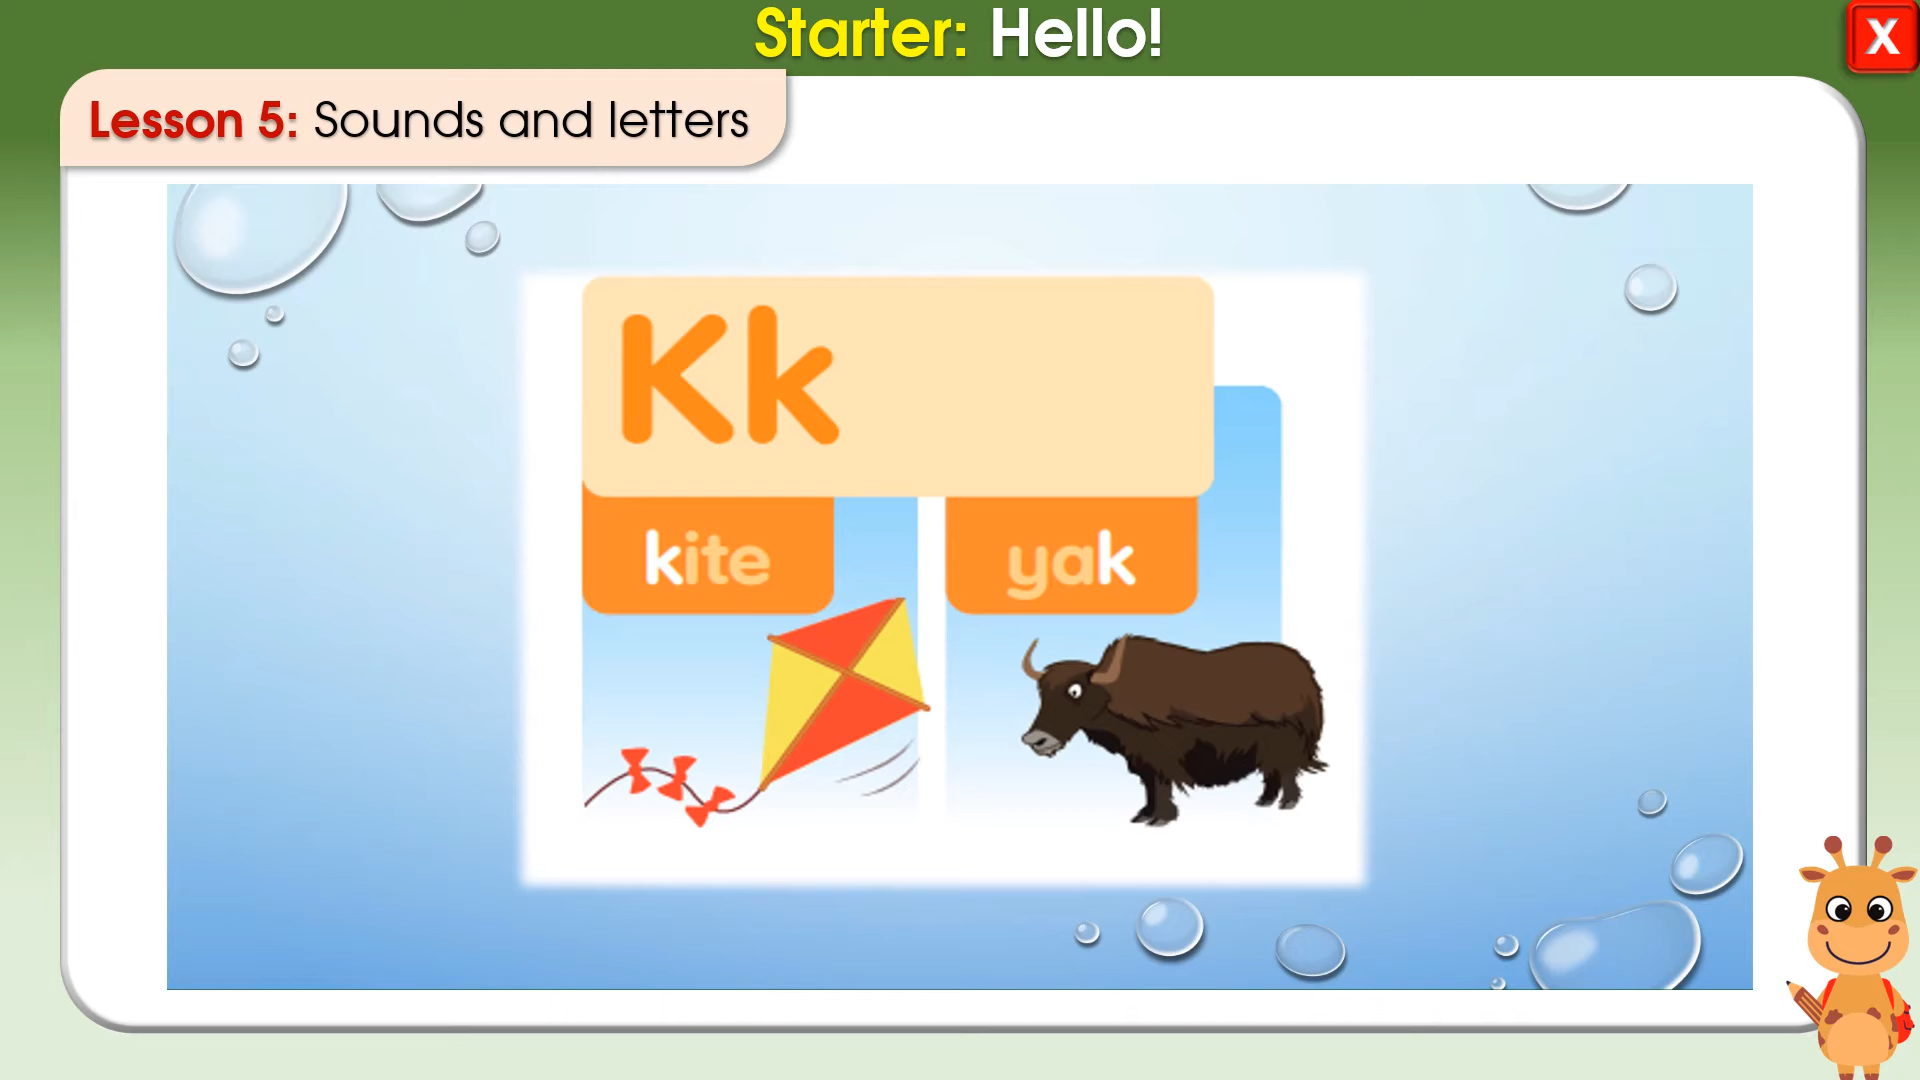 Starter: Hello!
X
Lesson 5: Sounds and letters
Kk
kite
yak